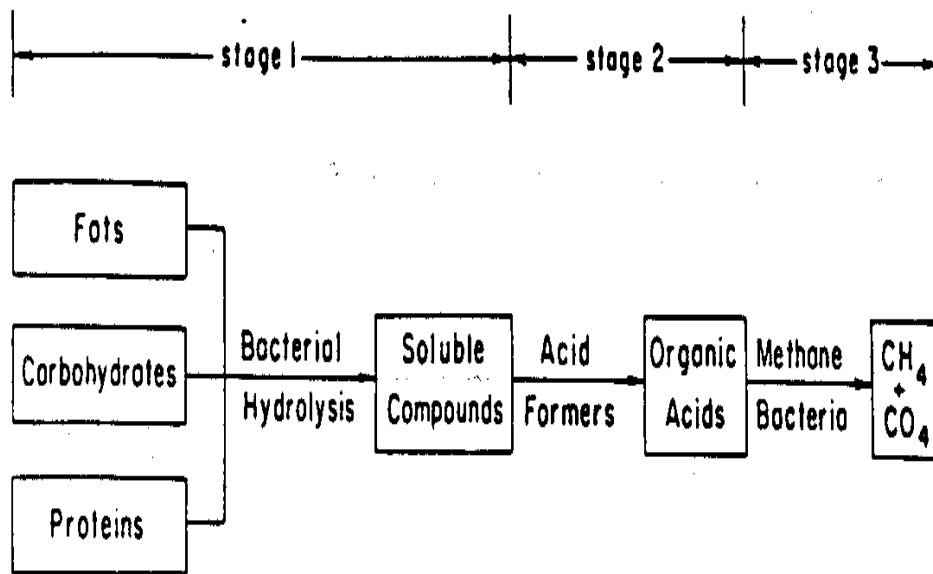 stage 1
stage 2
stage 3
Fats
Carbohydrates
Proteins
Bacterial
Hydrolysis
Soluble
Compounds
Acid
Formers
Organic
Acids
Methane
Bacteria
CH₄
+
CO₄